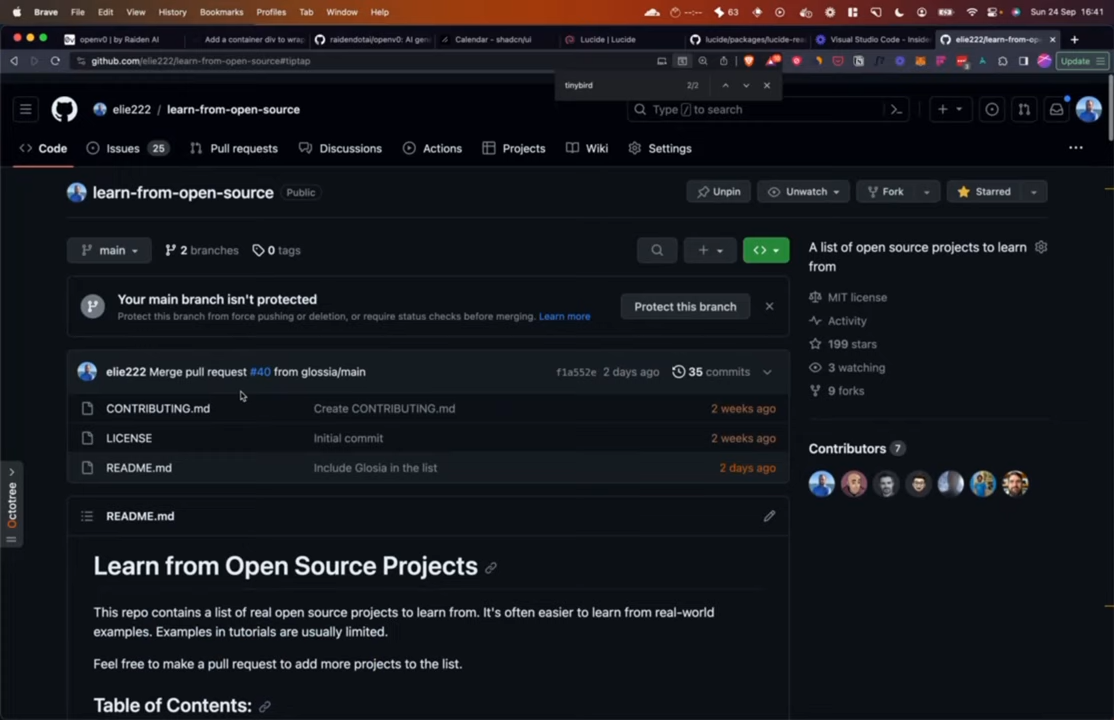 Brave File Edit View History Bookmarks Profiles Tab Window Help 63 Sun 24 Sep 16:41
openv0 | by Raiden AI
Add a container div to wrap
raidendotai/openv0: AI gen
Calendar - shadcn/ui
Lucide | Lucide
lucide/packages/lucide-rea
Visual Studio Code - Inside
elie222/learn-from-open-s
github.com/elie222/learn-from-open-source#tiptap
Update
tinybird 2/2
elie222 / learn-from-open-source
Type / to search
Code
Issues 25
Pull requests
Discussions
Actions
Projects
Wiki
Settings
learn-from-open-source Public
Unpin
Unwatch
Fork
Starred
main
2 branches
0 tags
Your main branch isn't protected
Protect this branch from force pushing or deletion, or require status checks before merging. Learn more
Protect this branch
elie222 Merge pull request #40 from glossia/main f1a552e 2 days ago 35 commits
CONTRIBUTING.md Create CONTRIBUTING.md 2 weeks ago
LICENSE Initial commit 2 weeks ago
README.md Include Glosia in the list 2 days ago
README.md
Learn from Open Source Projects
This repo contains a list of real open source projects to learn from. It's often easier to learn from real-world
examples. Examples in tutorials are usually limited.
Feel free to make a pull request to add more projects to the list.
Table of Contents:
A list of open source projects to learn
from
MIT license
Activity
199 stars
3 watching
9 forks
Contributors 7
Octotree